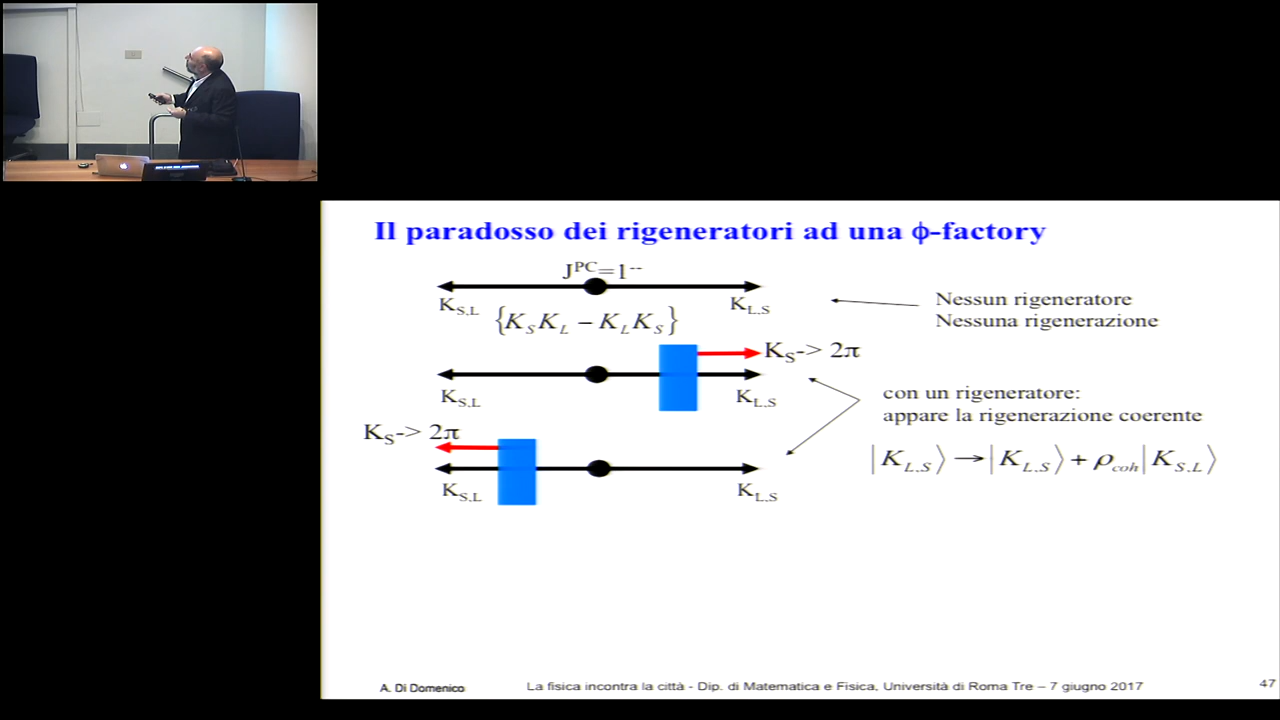 Il paradosso dei rigeneratori ad una ϕ-factory
J^PC=1^--
K_S,L
K_L,S
{K_S K_L – K_L K_S}
Nessun rigeneratore
Nessuna rigenerazione
K_S-> 2π
K_S,L
K_L,S
con un rigeneratore:
appare la rigenerazione coerente
K_S-> 2π
|K_L,S⟩→|K_L,S⟩+ρ_coh|K_S,L⟩
K_S,L
K_L,S
A. Di Domenico
La fisica incontra la città - Dip. di Matematica e Fisica, Università di Roma Tre – 7 giugno 2017
47